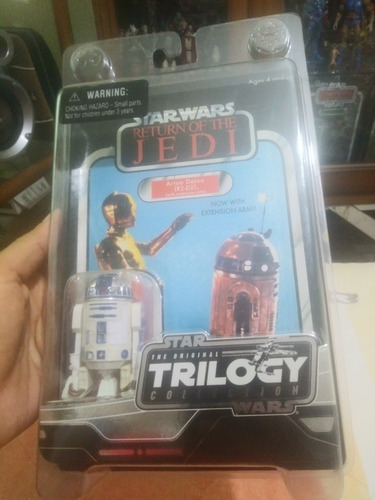 WARNING:
CHOKING HAZARD – Small parts.
Not for children under 3 years.
STAR WARS
RETURN OF THE
JEDI
Artoo-Detoo
(R2-D2)
NOW WITH
EXTENSION ARM!
STAR
THE ORIGINAL
TRILOGY
COLLECTION
WARS